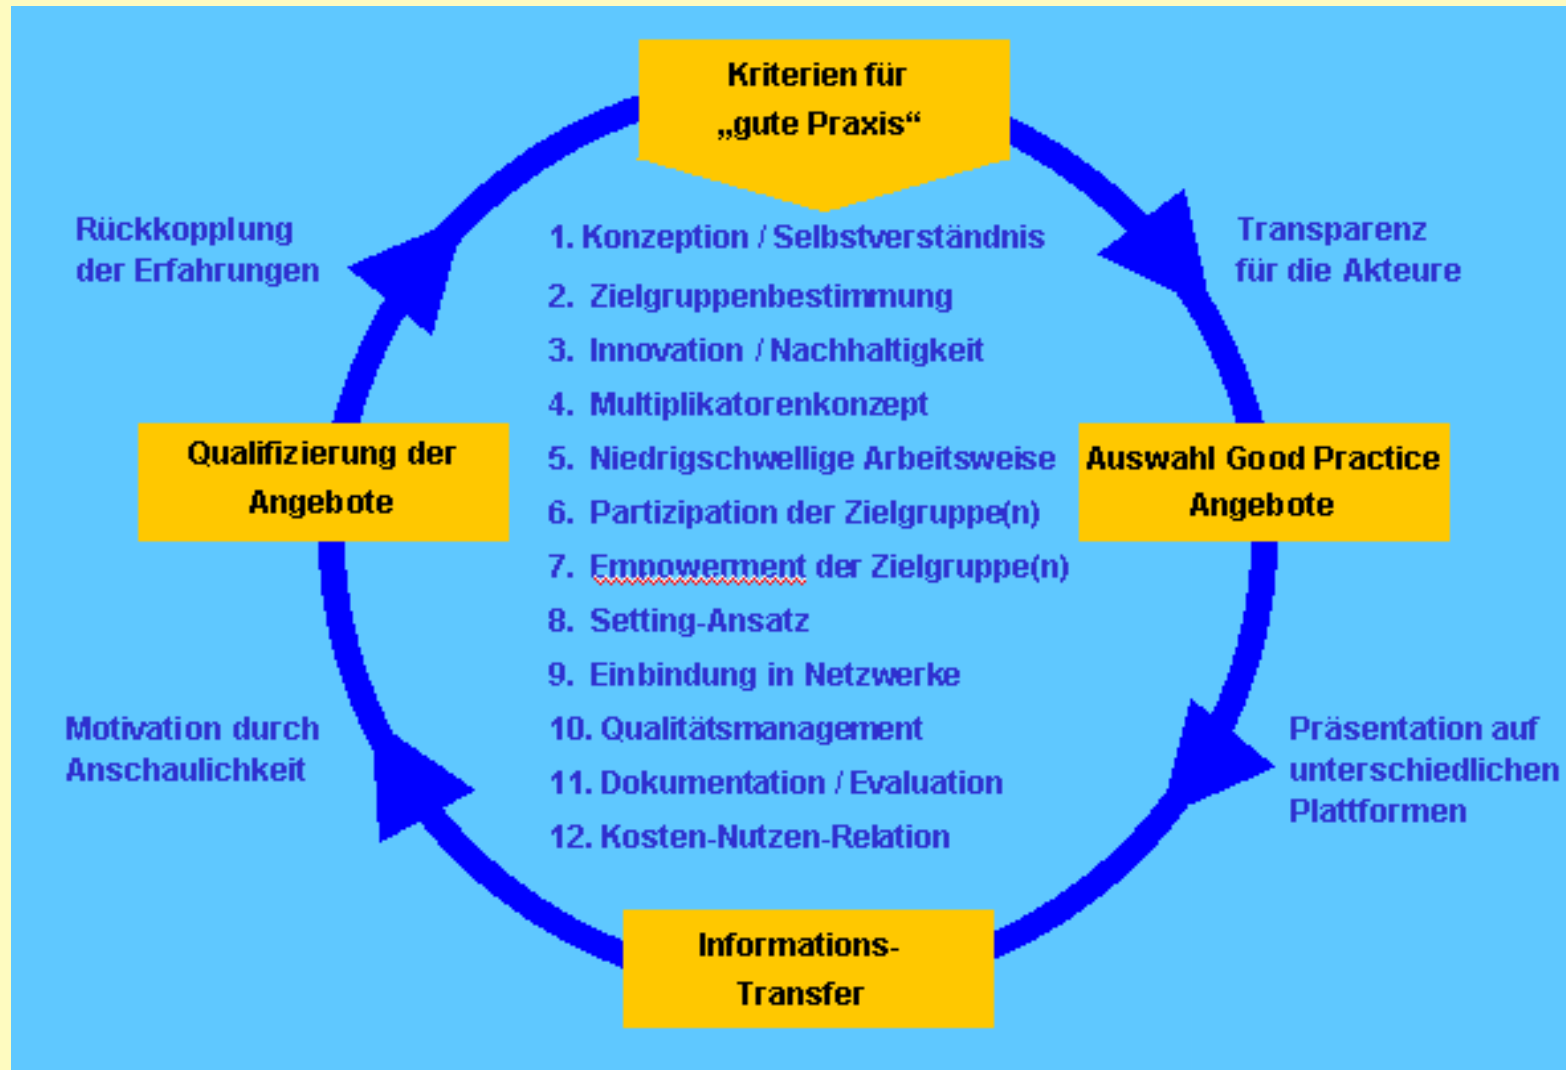 Kriterien für
„gute Praxis“
Rückkopplung
der Erfahrungen
Transparenz
für die Akteure
1. Konzeption / Selbstverständnis
2. Zielgruppenbestimmung
3. Innovation / Nachhaltigkeit
4. Multiplikatorenkonzept
5. Niedrigschwellige Arbeitsweise
6. Partizipation der Zielgruppe(n)
7. Empowerment der Zielgruppe(n)
8. Setting-Ansatz
9. Einbindung in Netzwerke
10. Qualitätsmanagement
11. Dokumentation / Evaluation
12. Kosten-Nutzen-Relation
Qualifizierung der
Angebote
Auswahl Good Practice
Angebote
Motivation durch
Anschaulichkeit
Präsentation auf
unterschiedlichen
Plattformen
Informations-
Transfer